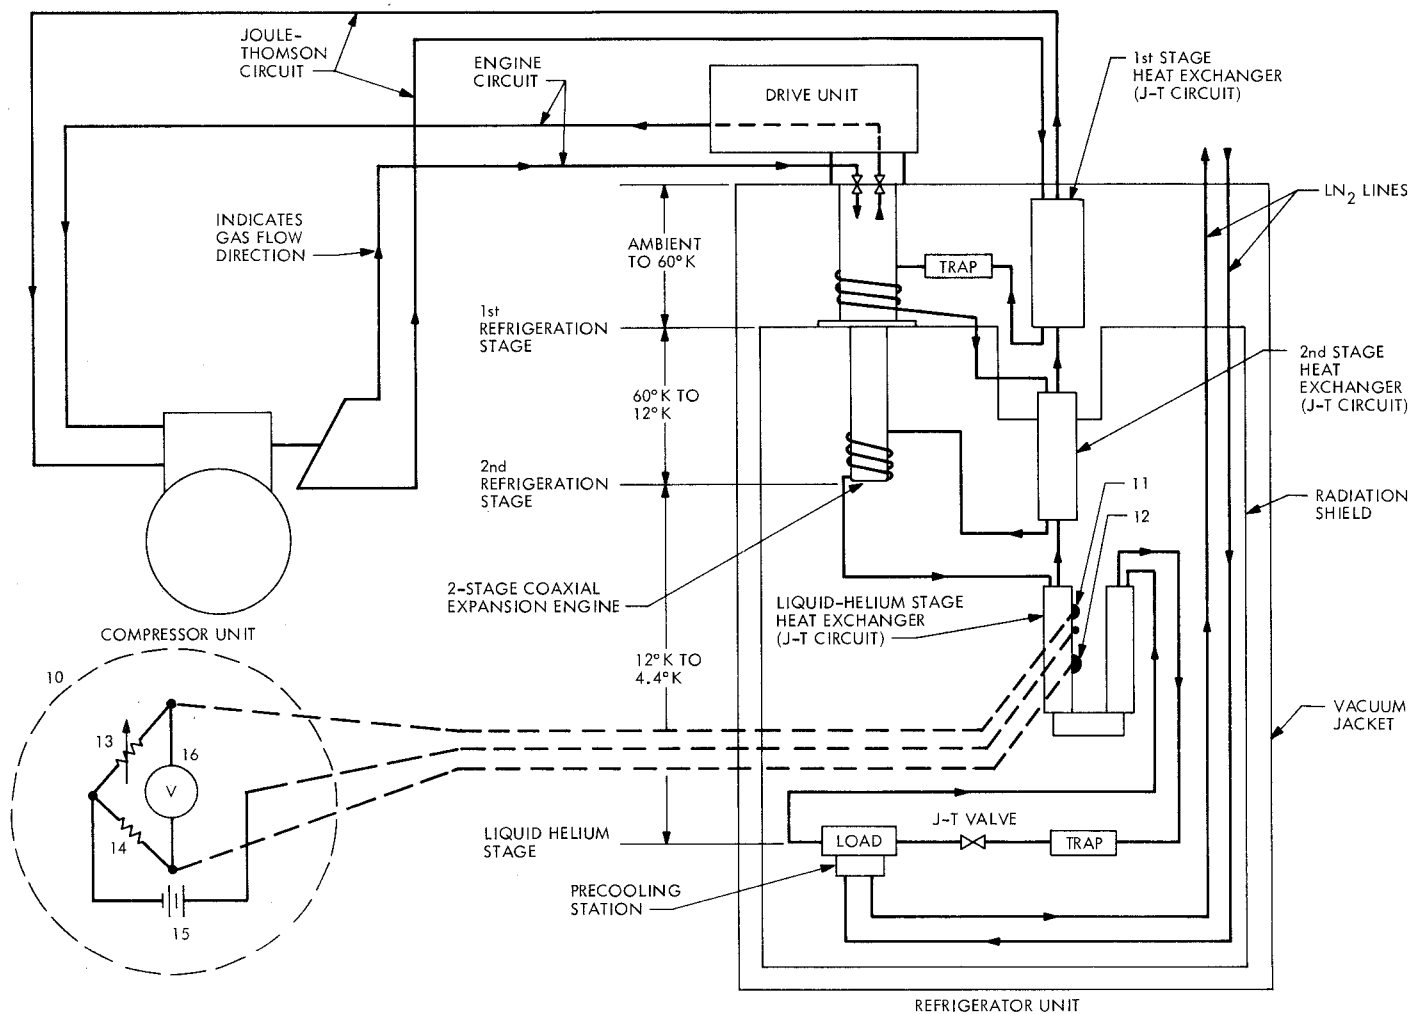 JOULE-
THOMSON
CIRCUIT
ENGINE
CIRCUIT
DRIVE UNIT
1st STAGE
HEAT EXCHANGER
(J-T CIRCUIT)
LN2 LINES
INDICATES
GAS FLOW
DIRECTION
AMBIENT
TO 60°K
TRAP
1st
REFRIGERATION
STAGE
2nd STAGE
HEAT
EXCHANGER
(J-T CIRCUIT)
60°K TO
12°K
2nd
REFRIGERATION
STAGE
11
12
RADIATION
SHIELD
2-STAGE COAXIAL
EXPANSION ENGINE
LIQUID-HELIUM STAGE
HEAT EXCHANGER
(J-T CIRCUIT)
COMPRESSOR UNIT
12°K TO
4.4°K
10
13
16
V
14
15
VACUUM
JACKET
LIQUID HELIUM
STAGE
LOAD
J-T VALVE
TRAP
PRECOOLING
STATION
REFRIGERATOR UNIT